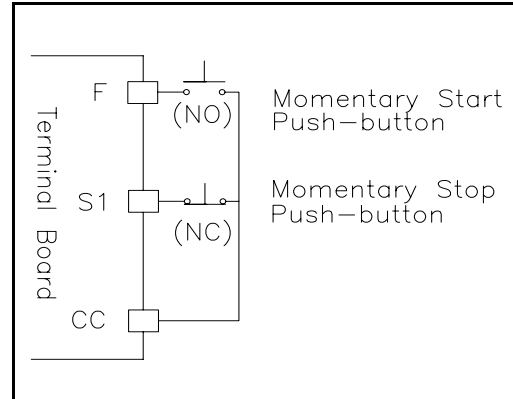 F
(NO)
Momentary Start
Push-button
Terminal Board
S1
(NC)
Momentary Stop
Push-button
CC